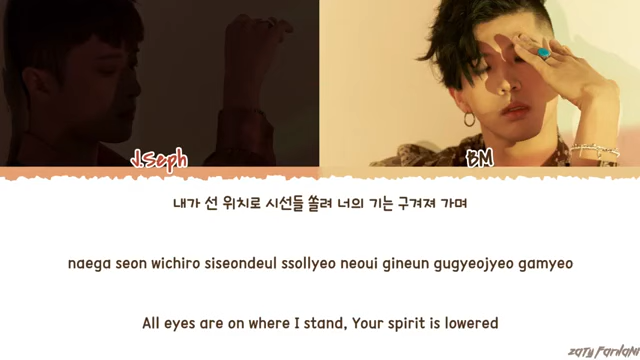 J.Seph
BM
내가 선 위치로 시선들 쏠려 너의 기는 구겨져 가며
naega seon wichiro siseondeul ssollyeo neoui gineun gugyeojyeo gamyeo
All eyes are on where I stand, Your spirit is lowered
zaty farhani